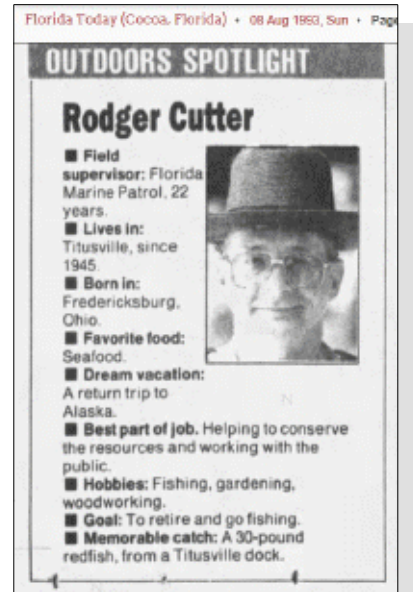 Florida Today (Cocoa, Florida) • 08 Aug 1993, Sun • Page
OUTDOORS SPOTLIGHT
Rodger Cutter
■ Field
supervisor: Florida
Marine Patrol, 22
years.
■ Lives in:
Titusville, since
1945.
■ Born in:
Fredericksburg,
Ohio.
■ Favorite food:
Seafood.
■ Dream vacation:
A return trip to
Alaska.
■ Best part of job. Helping to conserve
the resources and working with the
public.
■ Hobbies: Fishing, gardening,
woodworking.
■ Goal: To retire and go fishing.
■ Memorable catch: A 30-pound
redfish, from a Titusville dock.